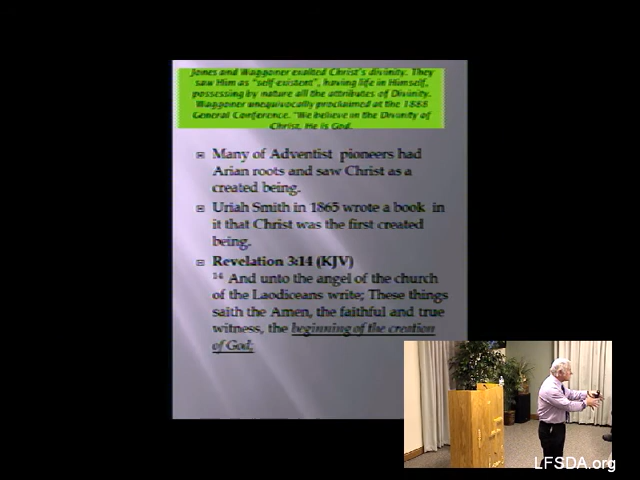 Jones and Waggoner exalted Christ's divinity. They
saw Him as "self-existent", having life in Himself,
possessing by nature all the attributes of Divinity.
Waggoner unequivocally proclaimed at the 1888
General Conference. "We believe in the Divinity of
Christ, He is God.
Many of Adventist pioneers had
Arian roots and saw Christ as a
created being.
Uriah Smith in 1865 wrote a book in
it that Christ was the first created
being.
Revelation 3:14 (KJV)
14 And unto the angel of the church
of the Laodiceans write; These things
saith the Amen, the faithful and true
witness, the beginning of the creation
of God;
LFSDA.org